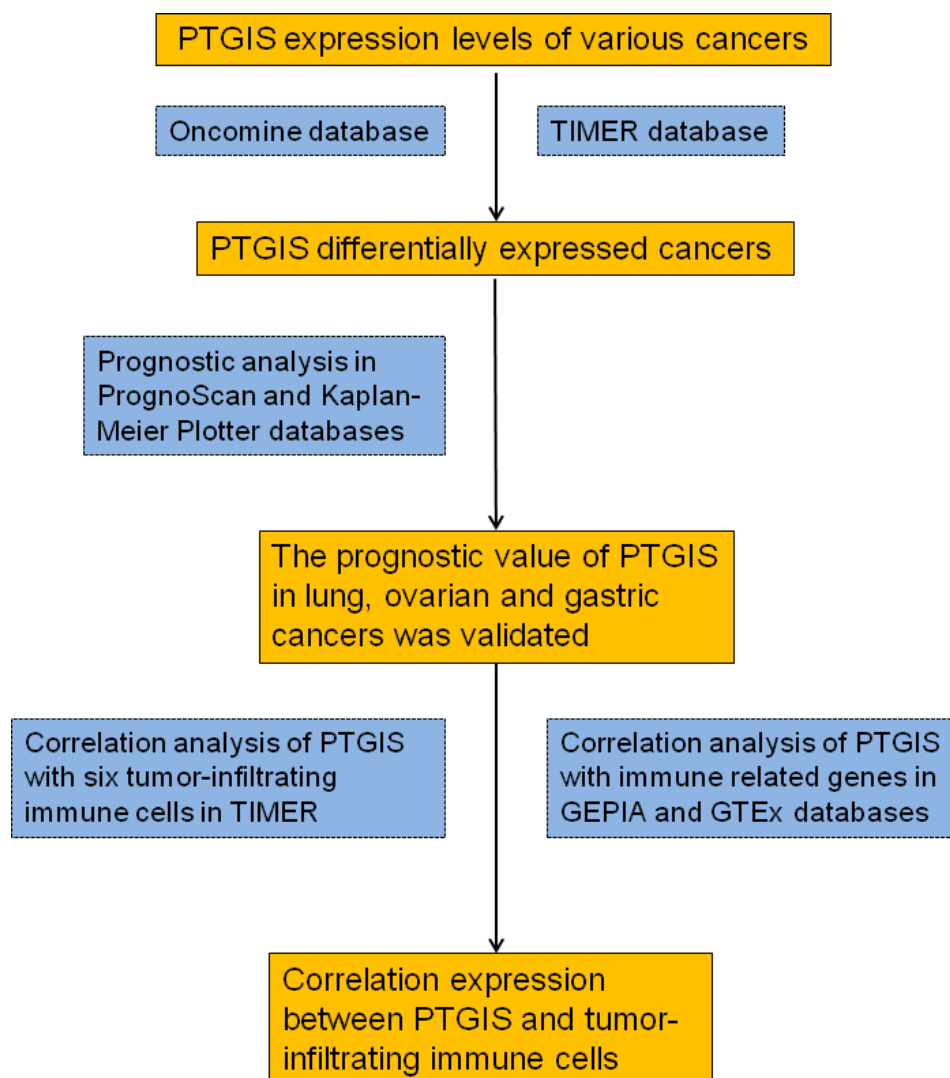 PTGIS expression levels of various cancers
Oncomine database
TIMER database
PTGIS differentially expressed cancers
Prognostic analysis in
PrognoScan and Kaplan-
Meier Plotter databases
The prognostic value of PTGIS
in lung, ovarian and gastric
cancers was validated
Correlation analysis of PTGIS
with six tumor-infiltrating
immune cells in TIMER
Correlation analysis of PTGIS
with immune related genes in
GEPIA and GTEx databases
Correlation expression
between PTGIS and tumor-
infiltrating immune cells